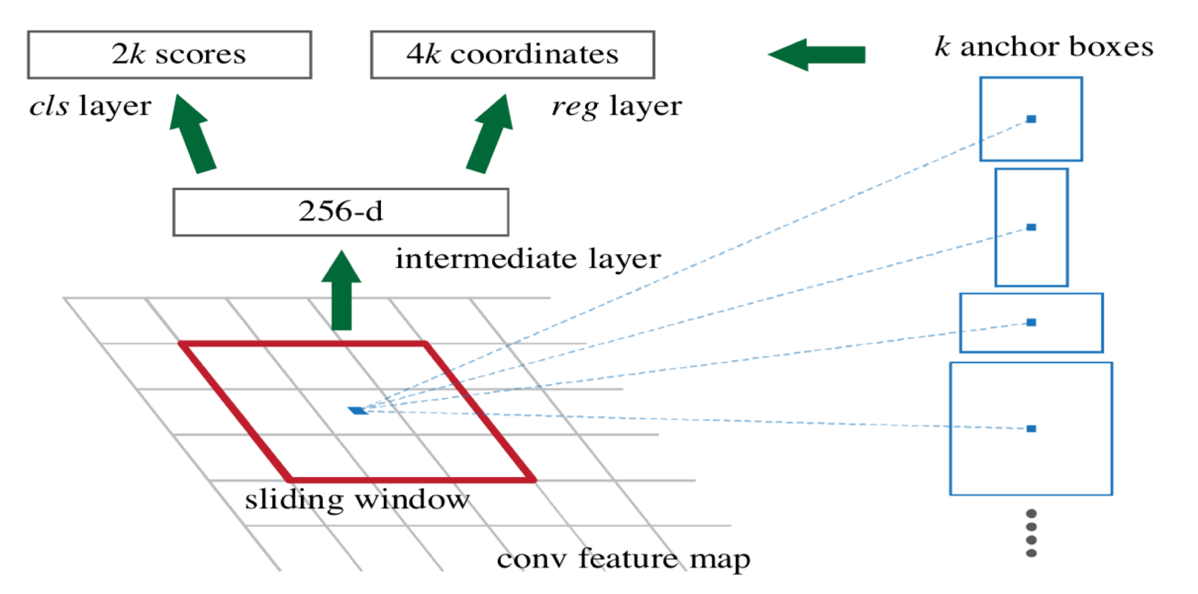 2k scores
4k coordinates
k anchor boxes
cls layer
reg layer
256-d
intermediate layer
sliding window
conv feature map